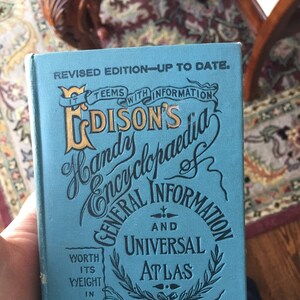 REVISED EDITION—UP TO DATE.
IT TEEMS WITH INFORMATION
EDISON'S
Handy
Encyclopaedia
of
GENERAL INFORMATION
AND
UNIVERSAL
ATLAS
WORTH
ITS
WEIGHT
IN